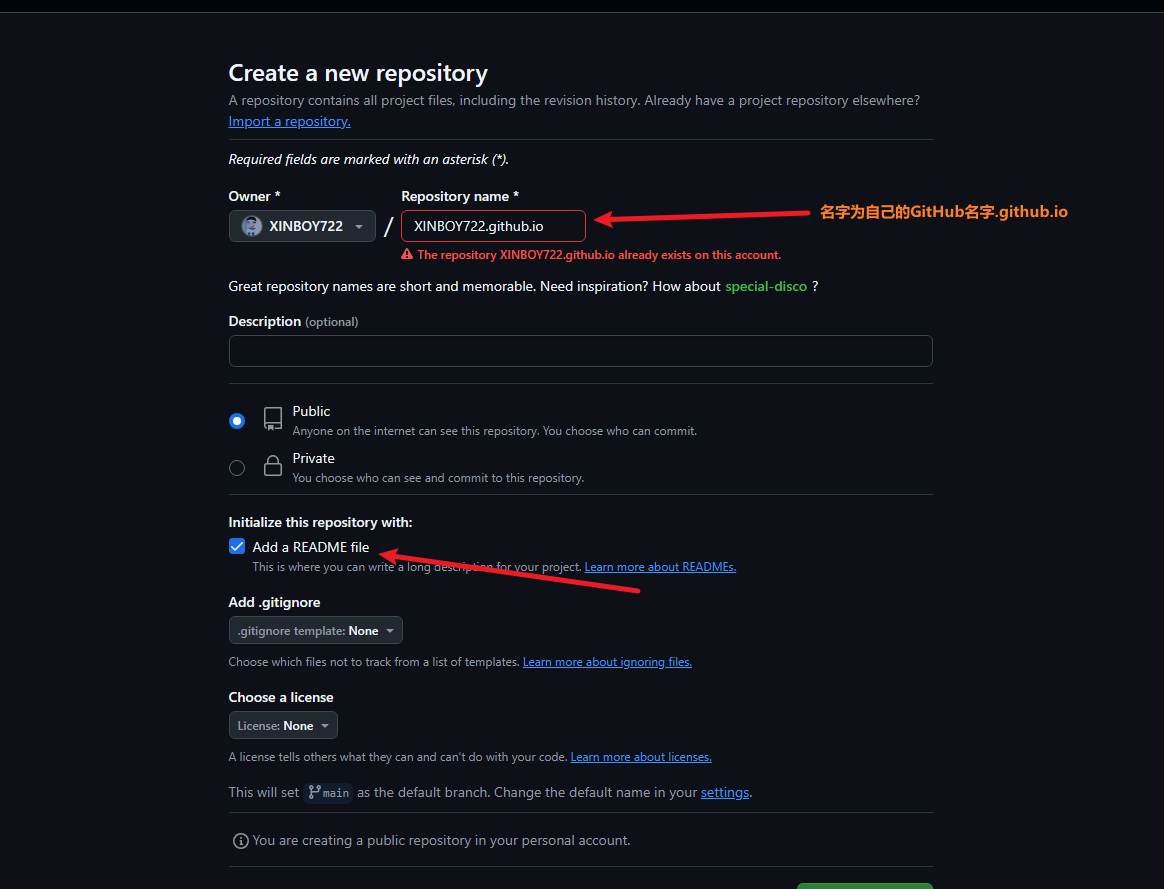 Create a new repository
A repository contains all project files, including the revision history. Already have a project repository elsewhere?
Import a repository.
Required fields are marked with an asterisk (*).
Owner *
Repository name *
XINBOY722
/
XINBOY722.github.io
名字为自己的GitHub名字.github.io
The repository XINBOY722.github.io already exists on this account.
Great repository names are short and memorable. Need inspiration? How about special-disco ?
Description (optional)
Public
Anyone on the internet can see this repository. You choose who can commit.
Private
You choose who can see and commit to this repository.
Initialize this repository with:
Add a README file
This is where you can write a long description for your project. Learn more about READMEs.
Add .gitignore
.gitignore template: None
Choose which files not to track from a list of templates. Learn more about ignoring files.
Choose a license
License: None
A license tells others what they can and can't do with your code. Learn more about licenses.
This will set main as the default branch. Change the default name in your settings.
You are creating a public repository in your personal account.